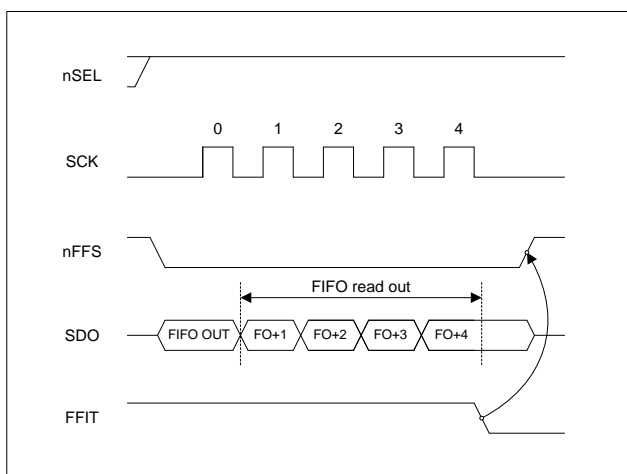 nSEL
0 1 2 3 4
SCK
nFFS
FIFO read out
SDO FIFO OUT FO+1 FO+2 FO+3 FO+4
FFIT